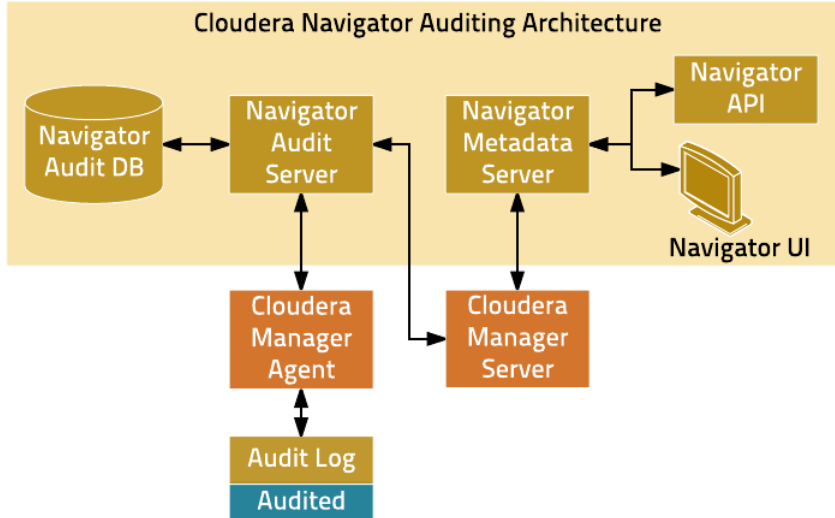 Cloudera Navigator Auditing Architecture
Navigator
Audit DB
Navigator
Audit
Server
Navigator
Metadata
Server
Navigator
API
Navigator UI
Cloudera
Manager
Agent
Cloudera
Manager
Server
Audit Log
Audited